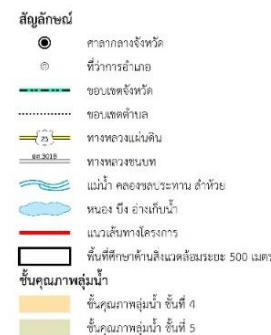 สัญลักษณ์
ศาลากลางจังหวัด
ที่ว่าการอำเภอ
ขอบเขตจังหวัด
ขอบเขตตำบล
75 ทางหลวงแผ่นดิน
อต.3018 ทางหลวงชนบท
แม่น้ำ คลองชลประทาน ลำห้วย
หนอง บึง อ่างเก็บน้ำ
แนวเส้นทางโครงการ
พื้นที่ศึกษาด้านสิ่งแวดล้อมระยะ 500 เมตร
ชั้นคุณภาพลุ่มน้ำ
ชั้นคุณภาพลุ่มน้ำ ชั้นที่ 4
ชั้นคุณภาพลุ่มน้ำ ชั้นที่ 5